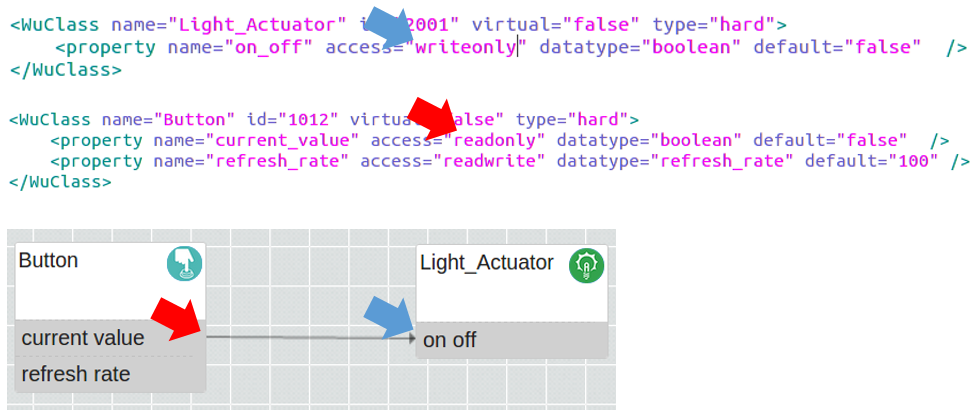 <WuClass name="Light_Actuator" i 2001" virtual="false" type="hard">
<property name="on_off" access="writeonly" datatype="boolean" default="false" />
</WuClass>
<WuClass name="Button" id="1012" virtua alse" type="hard">
<property name="current_value" access="readonly" datatype="boolean" default="false" />
<property name="refresh_rate" access="readwrite" datatype="refresh_rate" default="100" />
</WuClass>
Button
Light_Actuator
current value
on off
refresh rate